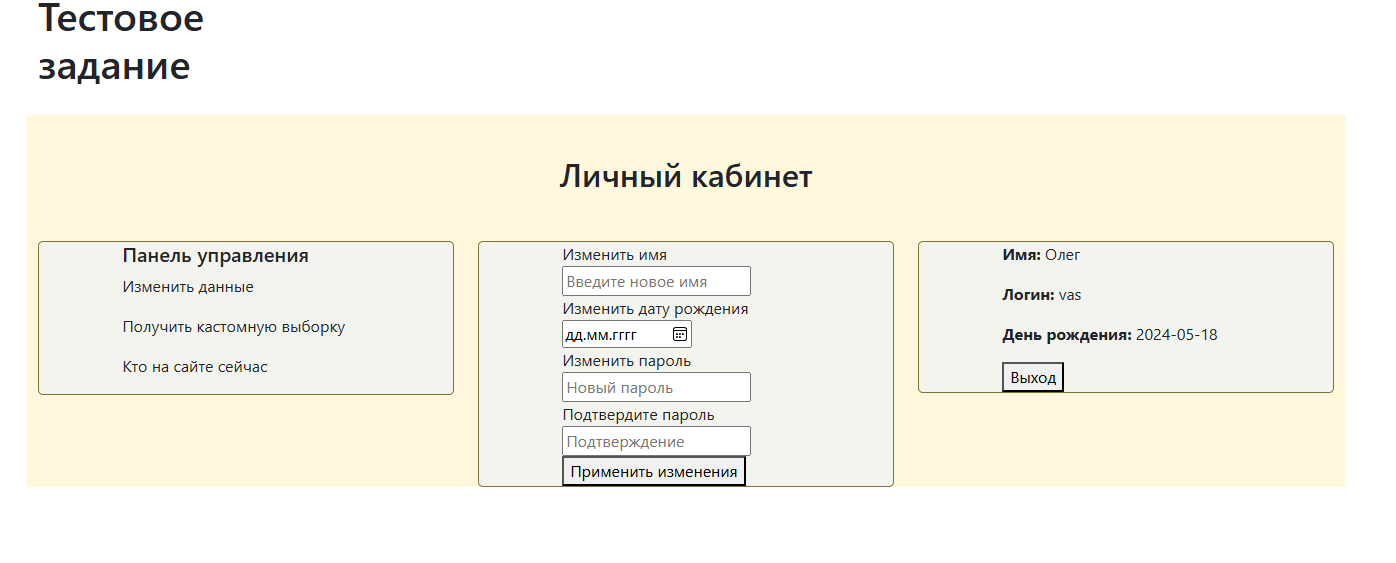 Тестовое
задание
Личный кабинет
Панель управления
Изменить данные
Получить кастомную выборку
Кто на сайте сейчас
Изменить имя
Введите новое имя
Изменить дату рождения
дд.мм.гггг
Изменить пароль
Новый пароль
Подтвердите пароль
Подтверждение
Применить изменения
Имя: Олег
Логин: vas
День рождения: 2024-05-18
Выход